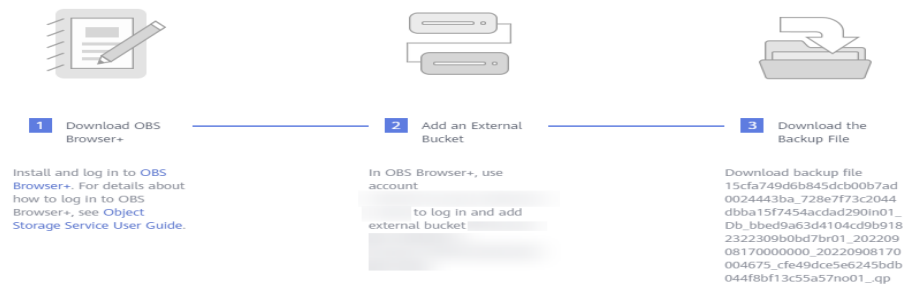 1 Download OBS
Browser+
Install and log in to OBS
Browser+. For details about
how to log in to OBS
Browser+, see Object
Storage Service User Guide.
2 Add an External
Bucket
In OBS Browser+, use
account
to log in and add
external bucket
3 Download the
Backup File
Download backup file
15cfa749d6b845dcb00b7ad
0024443ba_728e7f73c2044
dbba15f7454acdad290in01_
Db_bbed9a63d4104cd9b918
2322309b0bd7br01_202209
08170000000_20220908170
004675_cfe49dce5e6245bdb
044f8bf13c55a57no01_.qp